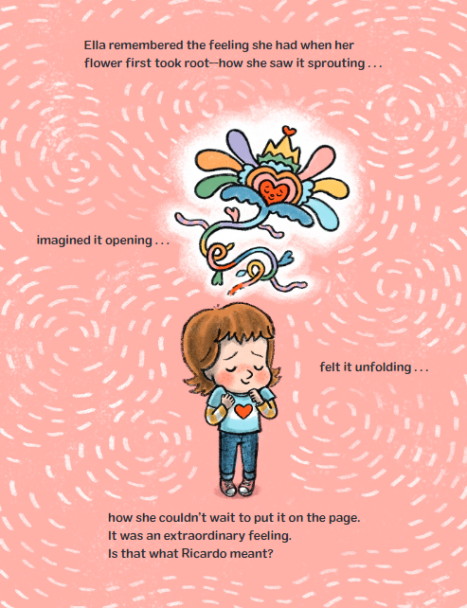 Ella remembered the feeling she had when her
flower first took root—how she saw it sprouting . . .
imagined it opening . . .
felt it unfolding . . .
how she couldn’t wait to put it on the page.
It was an extraordinary feeling.
Is that what Ricardo meant?